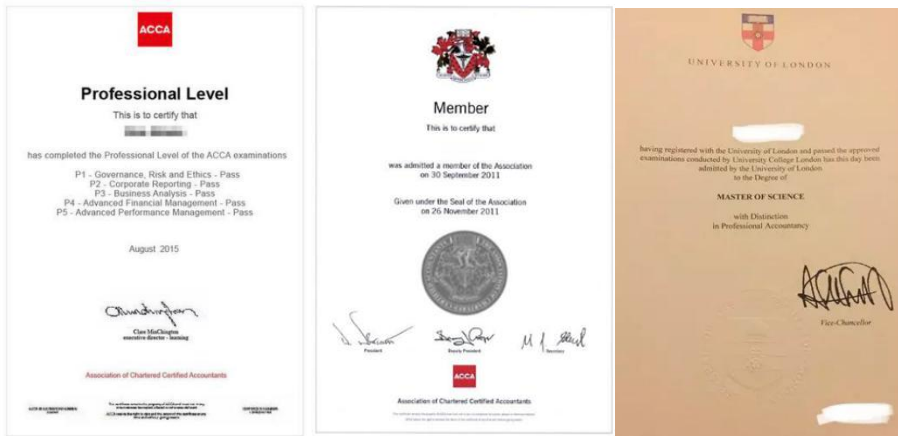 ACCA
Professional Level
This is to certify that
has completed the Professional Level of the ACCA examinations
P1 - Governance, Risk and Ethics - Pass
P2 - Corporate Reporting - Pass
P3 - Business Analysis - Pass
P4 - Advanced Financial Management - Pass
P5 - Advanced Performance Management - Pass
August 2015
Clare Minchington
executive director - learning
Association of Chartered Certified Accountants
Member
This is to certify that
was admitted a member of the Association
on 30 September 2011
Given under the Seal of the Association
on 26 November 2011
President
Deputy President
Secretary
ACCA
Association of Chartered Certified Accountants
UNIVERSITY OF LONDON
having registered with the University of London and passed the approved
examinations conducted by University College London has this day been
admitted by the University of London
to the Degree of
MASTER OF SCIENCE
with Distinction
in Professional Accountancy
Vice-Chancellor